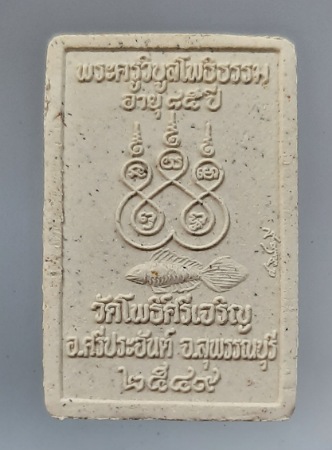 พระครูวิบูลโพธิธรรม
อายุ ๘๕ ปี
วัดโพธิ์ศรีเจริญ
อ.ศรีประจันต์ จ.สุพรรณบุรี
๒๕๔๙